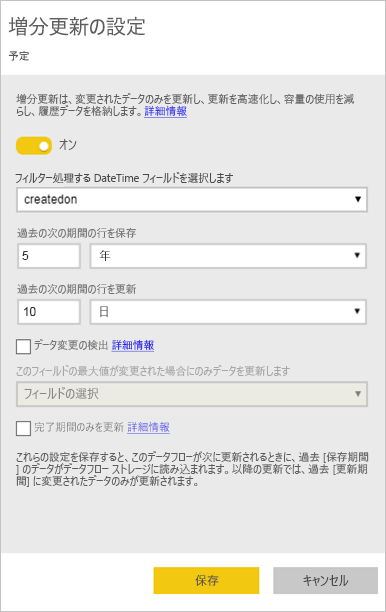 増分更新の設定
予定
増分更新は、変更されたデータのみを更新し、更新を高速化し、容量の使用を減
らし、履歴データを格納します。詳細情報
オン
フィルター処理する DateTime フィールドを選択します
createdon
過去の次の期間の行を保存
5 年
過去の次の期間の行を更新
10 日
データ変更の検出 詳細情報
このフィールドの最大値が変更された場合にのみデータを更新します
フィールドの選択
完了期間のみを更新 詳細情報
これらの設定を保存すると、このデータフローが次に更新されるときに、過去 [保存期間
] のデータがデータフロー ストレージに読み込まれます。以降の更新では、過去 [更新期
間] に変更されたデータのみが更新されます。
保存 キャンセル